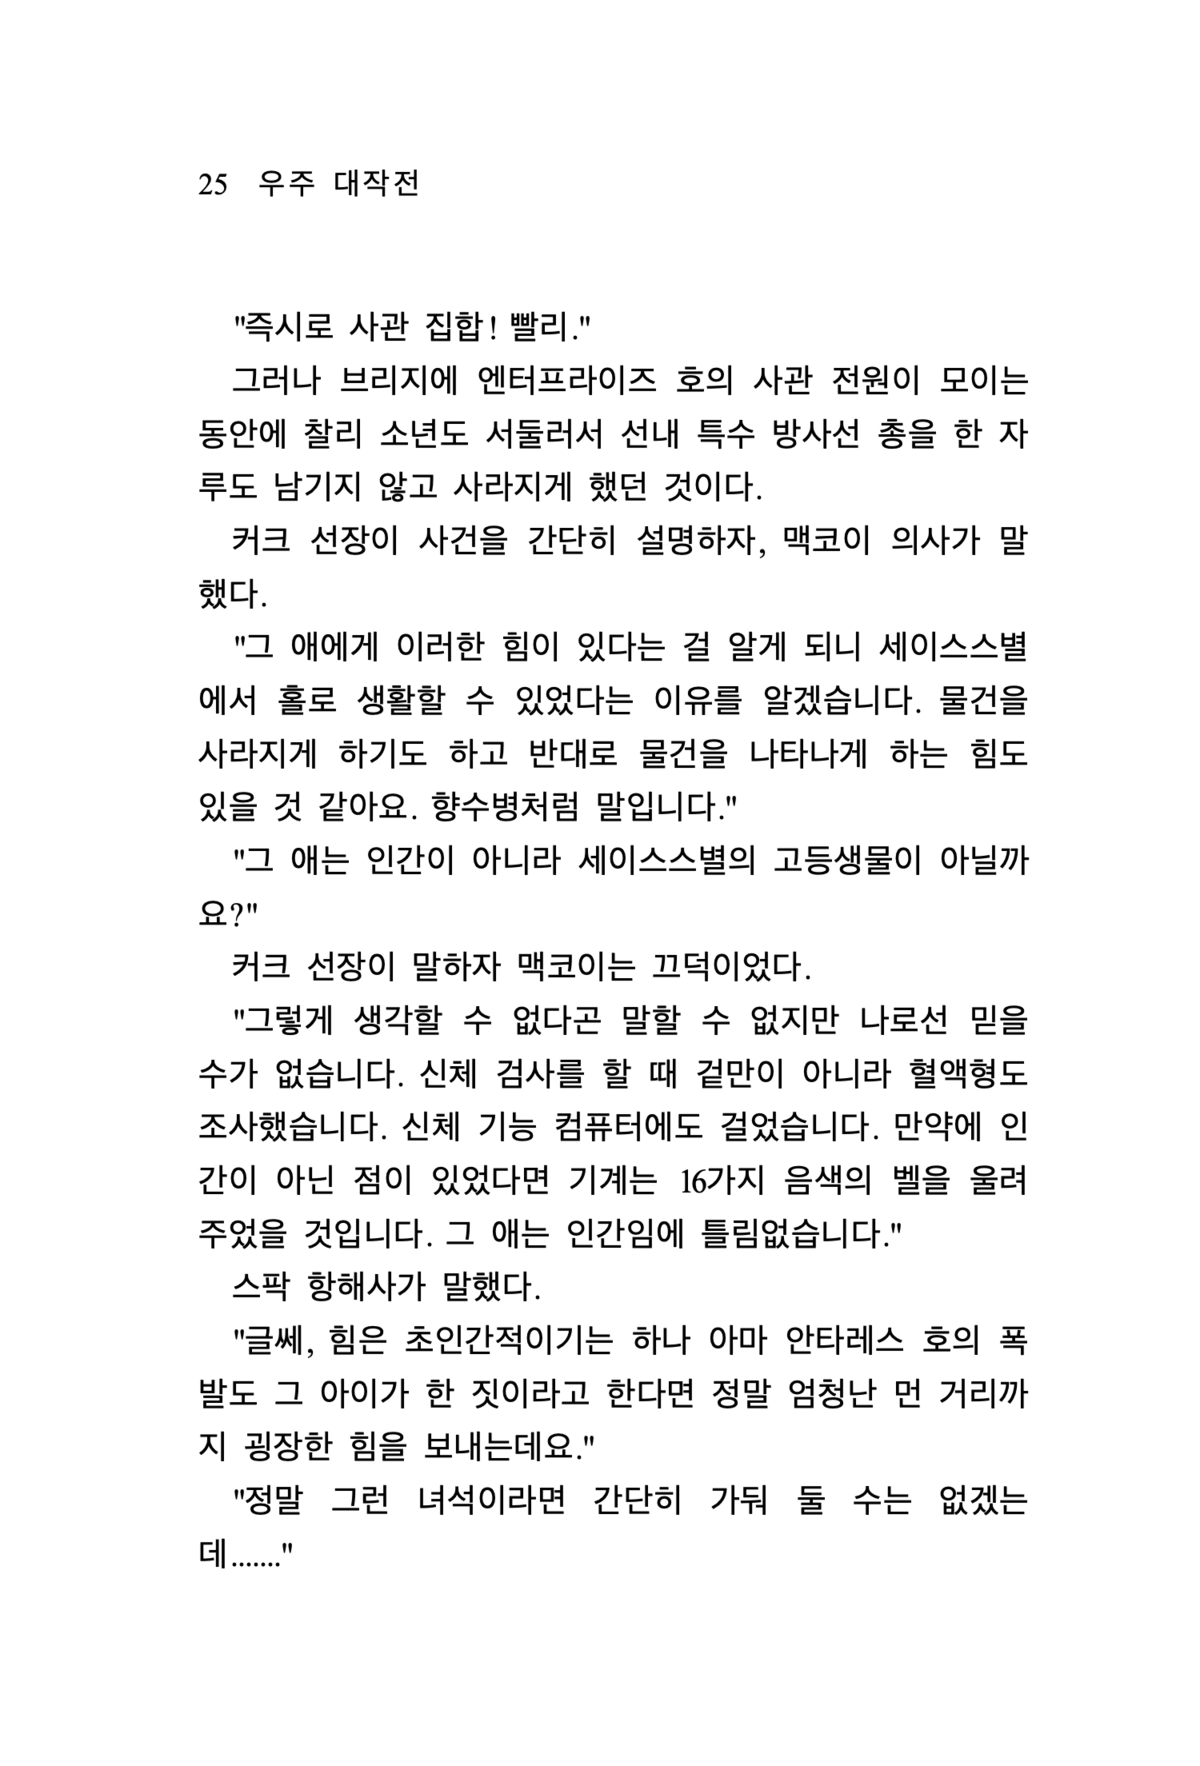 25 우주 대작전
"즉시로 사관 집합! 빨리."
그러나 브리지에 엔터프라이즈 호의 사관 전원이 모이는
동안에 찰리 소년도 서둘러서 선내 특수 방사선 총을 한 자
루도 남기지 않고 사라지게 했던 것이다.
커크 선장이 사건을 간단히 설명하자, 맥코이 의사가 말
했다.
"그 애에게 이러한 힘이 있다는 걸 알게 되니 세이스스별
에서 홀로 생활할 수 있었다는 이유를 알겠습니다. 물건을
사라지게 하기도 하고 반대로 물건을 나타나게 하는 힘도
있을 것 같아요. 향수병처럼 말입니다."
"그 애는 인간이 아니라 세이스스별의 고등생물이 아닐까
요?"
커크 선장이 말하자 맥코이는 끄덕이었다.
"그렇게 생각할 수 없다곤 말할 수 없지만 나로선 믿을
수가 없습니다. 신체 검사를 할 때 겉만이 아니라 혈액형도
조사했습니다. 신체 기능 컴퓨터에도 걸었습니다. 만약에 인
간이 아닌 점이 있었다면 기계는 16가지 음색의 벨을 울려
주었을 것입니다. 그 애는 인간임에 틀림없습니다."
스팍 항해사가 말했다.
"글쎄, 힘은 초인간적이기는 하나 아마 안타레스 호의 폭
발도 그 아이가 한 짓이라고 한다면 정말 엄청난 먼 거리까
지 굉장한 힘을 보내는데요."
"정말 그런 녀석이라면 간단히 가둬 둘 수는 없겠는
데......."